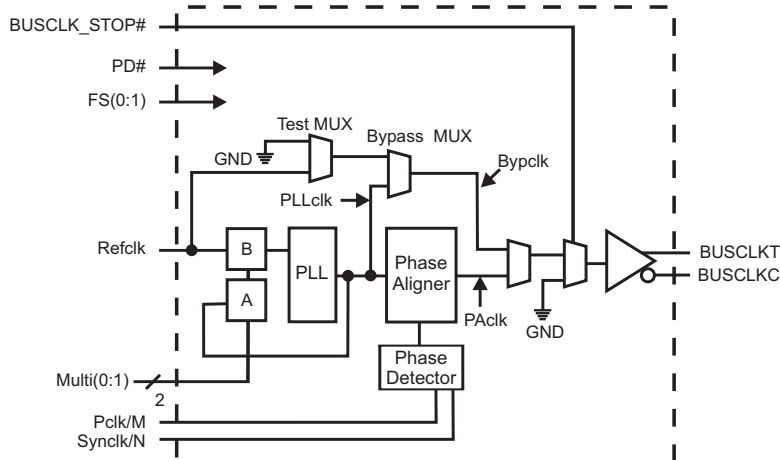 BUSCLK_STOP#
PD#
FS(0:1)
Test MUX
Bypass MUX
GND
Bypclk
PLLclk
Refclk
B
PLL
Phase
Aligner
BUSCLKT
BUSCLKC
A
PAclk
GND
Phase
Detector
Multi(0:1)
2
Pclk/M
Synclk/N